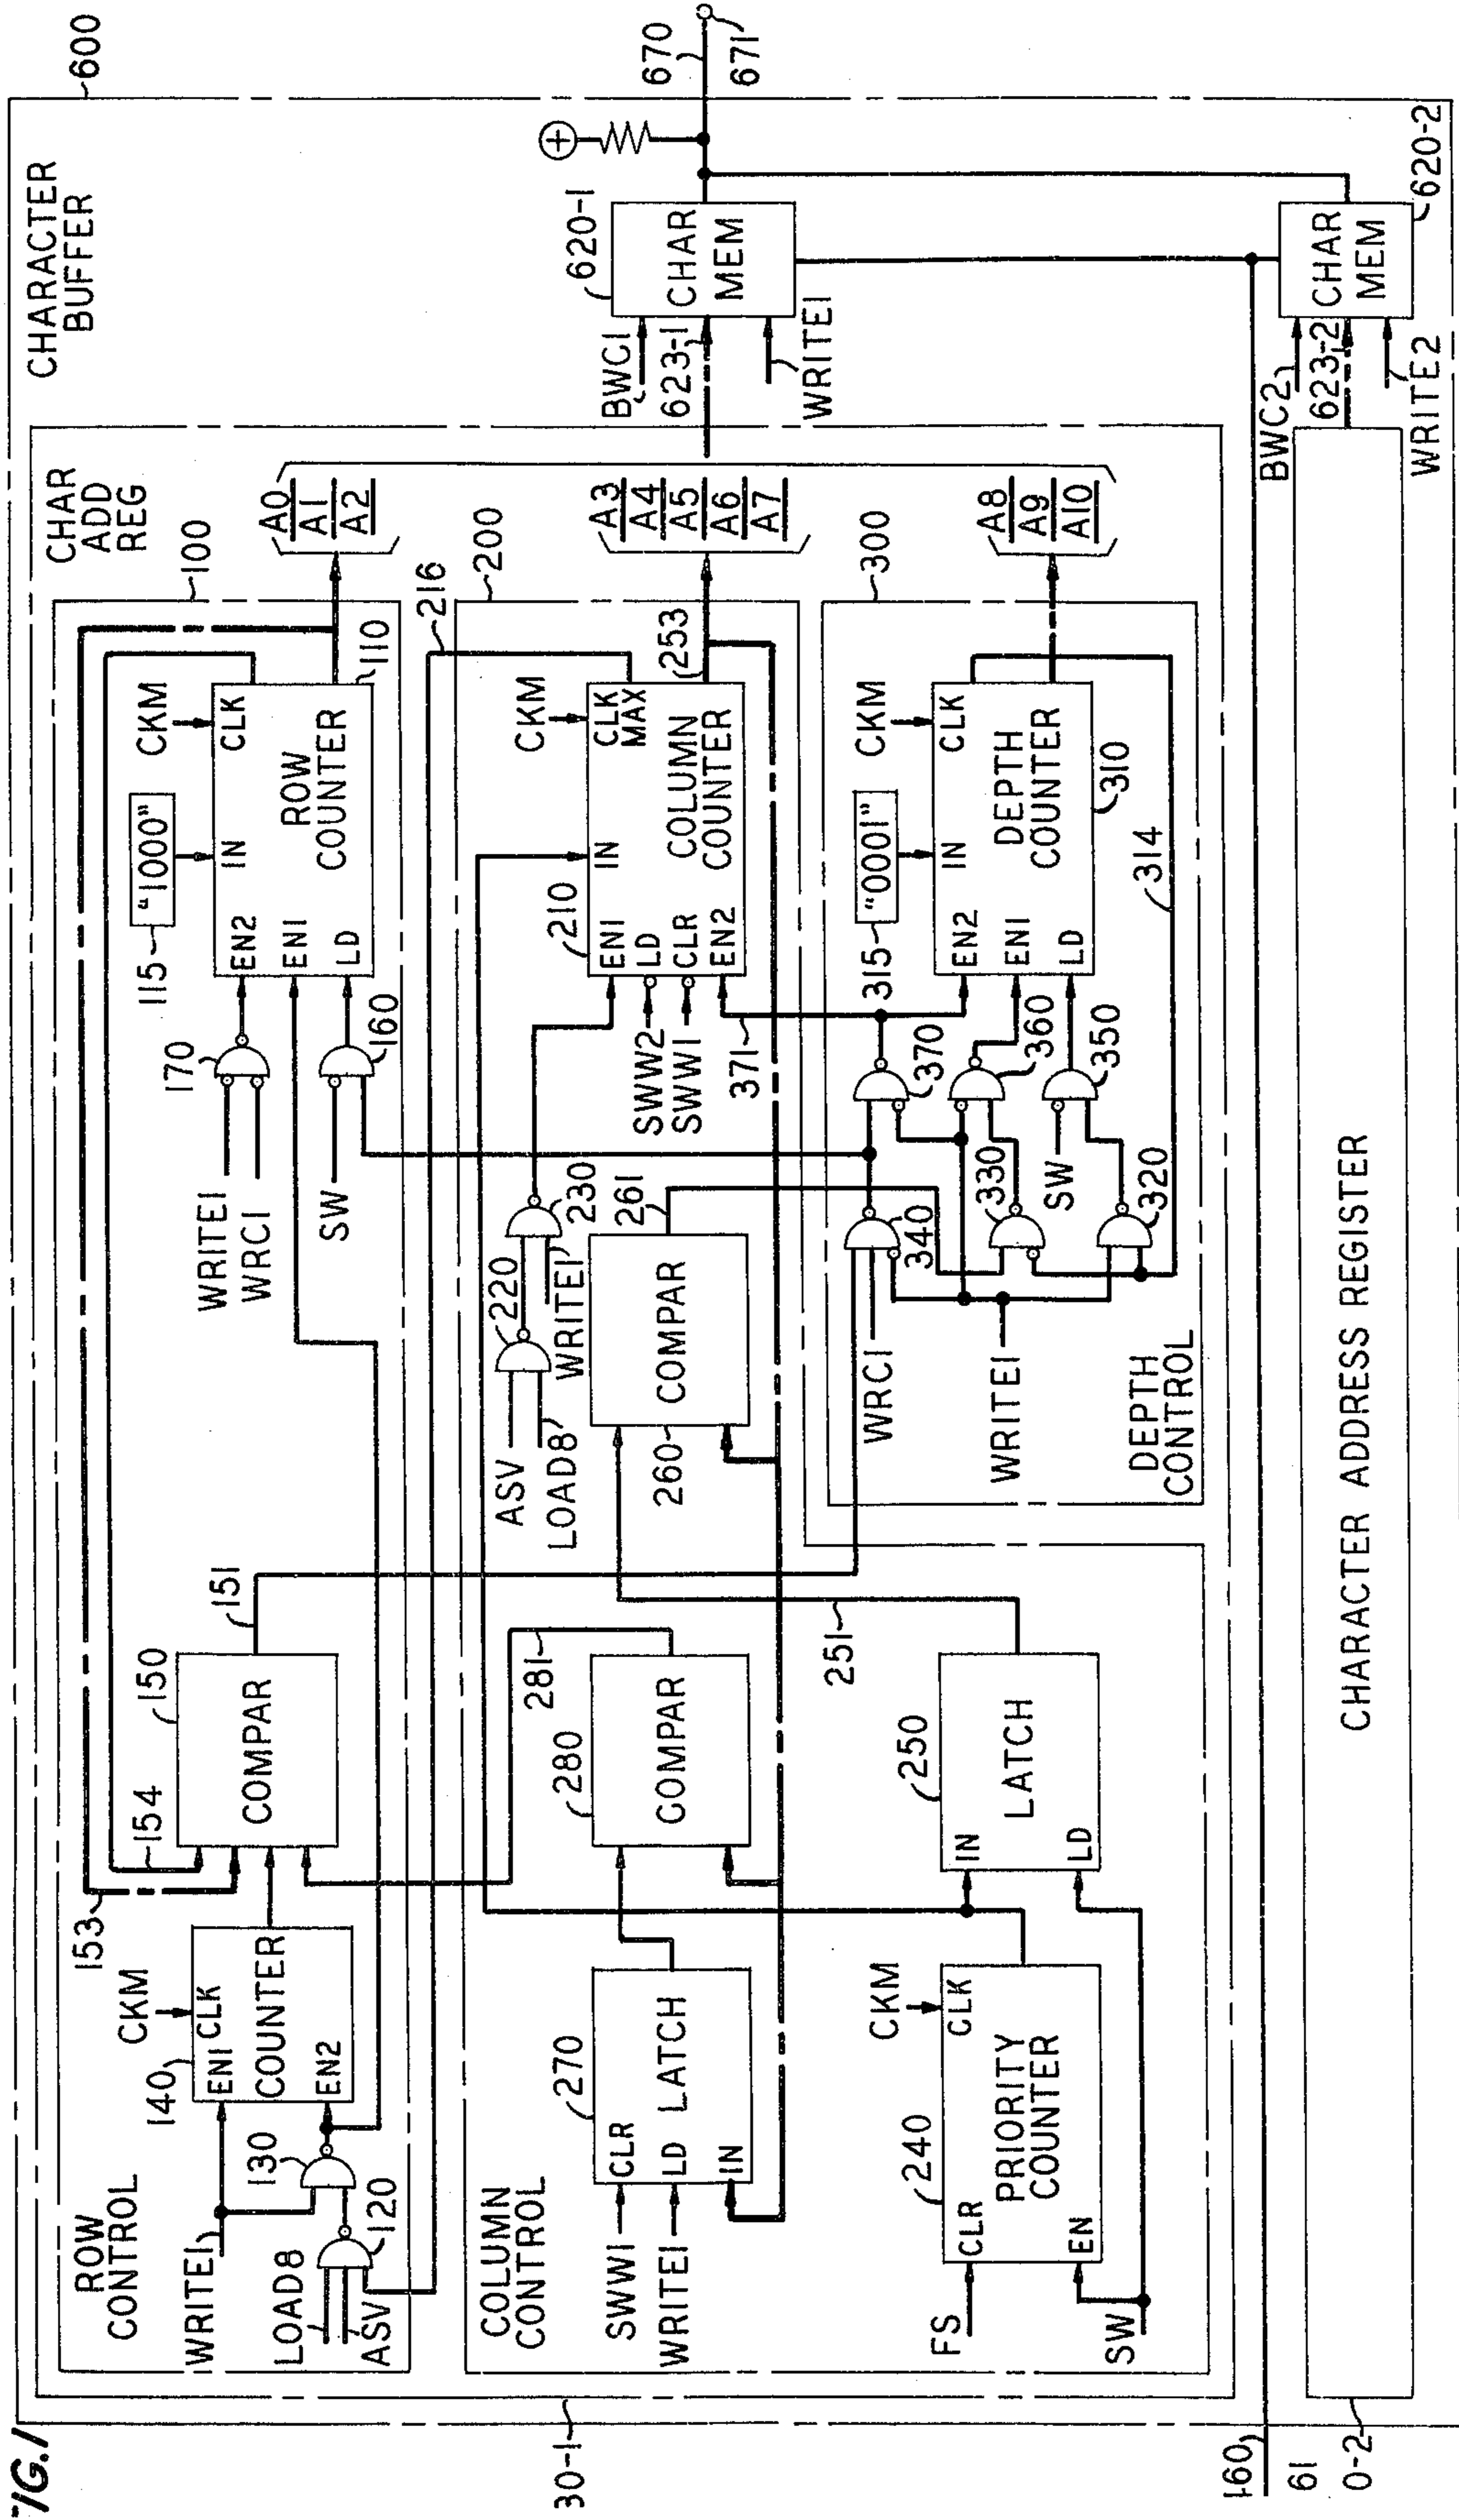 FIG.1
CHARACTER
BUFFER
600
CHAR
ADD
REG
30-1
ROW
CONTROL
100
WRITE1
LOAD8
ASV
120
130
140
EN1
CLK
COUNTER
EN2
CKM
153
154
150
COMPAR
151
WRITE1
WRC1
SW
170
160
115
"1000"
CKM
EN2
EN1
LD
IN
CLK
ROW
COUNTER
110
A0
A1
A2
216
COLUMN
CONTROL
200
SWW1
WRITE1
270
CLR
LD
LATCH
IN
280
COMPAR
281
ASV
LOAD8
220
WRITE1
230
260
COMPAR
261
SWW2
SWW1
210
EN1
LD
CLR
EN2
IN
CLK
MAX
COLUMN
COUNTER
CKM
253
A3
A4
A5
A6
A7
FS
SW
240
CLR
EN
PRIORITY
COUNTER
CLK
CKM
250
IN
LD
LATCH
251
DEPTH
CONTROL
300
WRC1
WRITE1
340
330
320
SW
370
360
350
371
315
"0001"
CKM
EN2
EN1
LD
IN
CLK
DEPTH
COUNTER
310
314
A8
A9
A10
BWC1
623-1
WRITE1
620-1
CHAR
MEM
670
671
BWC2
623-2
WRITE2
CHAR
MEM
620-2
160
61
0-2
CHARACTER ADDRESS REGISTER